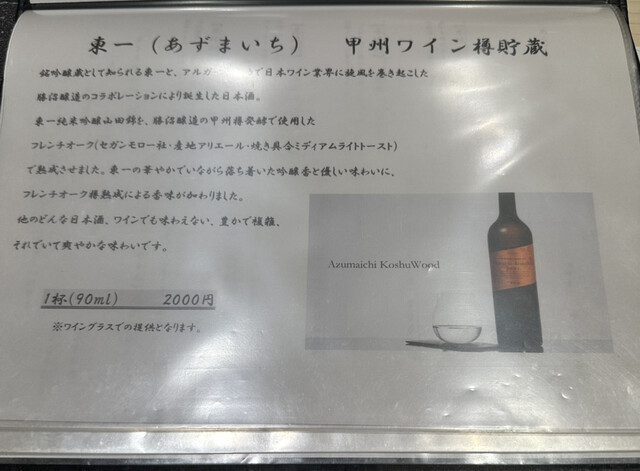 東一（あずまいち）　甲州ワイン樽貯蔵
銘吟醸蔵として知られる東一と、アルガで日本ワイン業界に旋風を巻き起こした
勝沼醸造のコラボレーションにより誕生した日本酒。
東一純米吟醸山田錦を、勝沼醸造の甲州樽発酵で使用した
フレンチオーク(セガンモロー社・産地アリエール・焼き具合ミディアムライトトースト)
で熟成させました。東一の華やかでいながら落ち着いた吟醸香と優しい味わいに、
フレンチオーク樽熟成による香味が加わりました。
他のどんな日本酒、ワインでも味わえない、豊かで複雑、
それでいて爽やかな味わいです。
Azumaichi KoshuWood
1杯(90ml)　2000円
※ワイングラスでの提供となります。